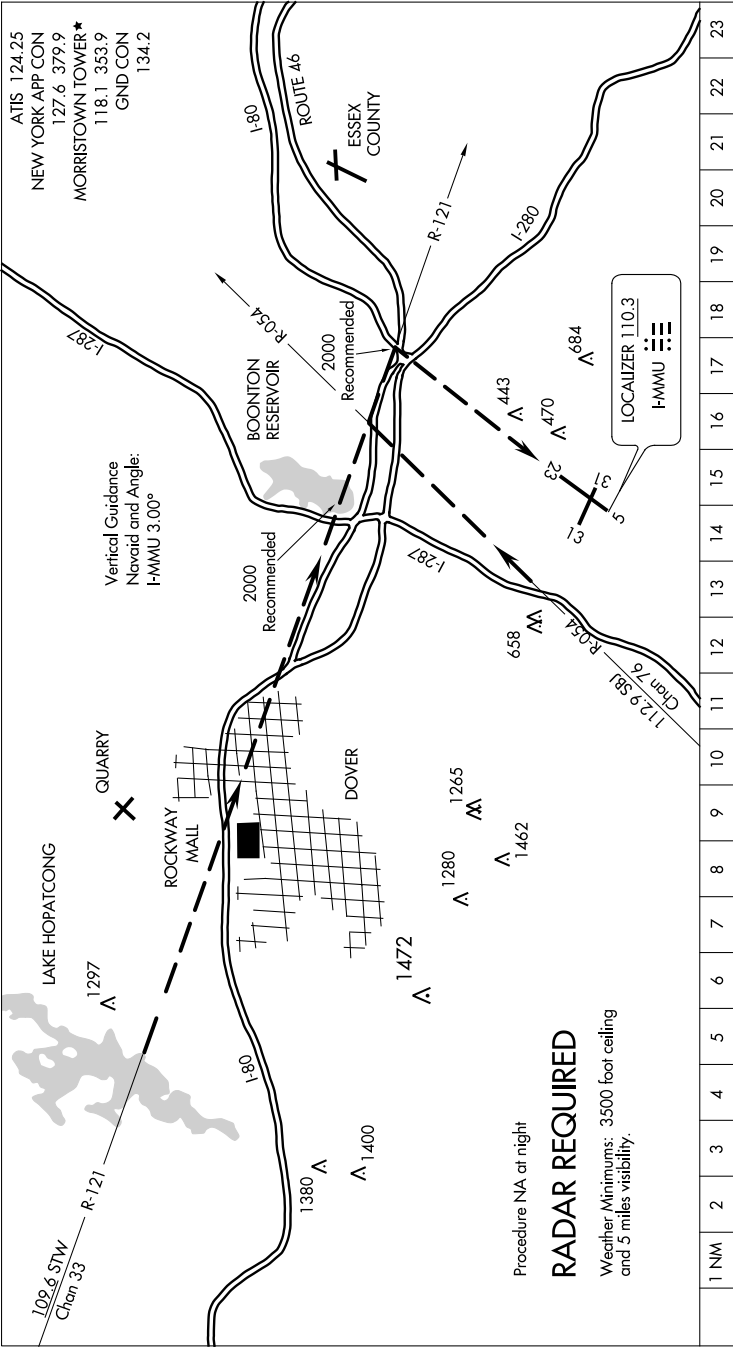 ATIS 124.25
NEW YORK APP CON
127.6 379.9
MORRISTOWN TOWER★
118.1 353.9
GND CON
134.2
109.6 STW
Chan 33
R-121
LAKE HOPATCONG
1297
QUARRY
ROCKWAY
MALL
Vertical Guidance
Navaid and Angle:
I-MMU 3.00°
2000
Recommended
BOONTON
RESERVOIR
2000
Recommended
I-287
R-054
I-80
ROUTE 46
ESSEX
COUNTY
R-121
I-280
I-80
DOVER
1380
1400
1472
1280
1265
1462
I-287
658
R-054
112.9 SBJ
Chan 76
443
470
684
23
31
13
5
LOCALIZER 110.3
I-MMU
Procedure NA at night
RADAR REQUIRED
Weather Minimums: 3500 foot ceiling
and 5 miles visibility.
1 NM 2 3 4 5 6 7 8 9 10 11 12 13 14 15 16 17 18 19 20 21 22 23